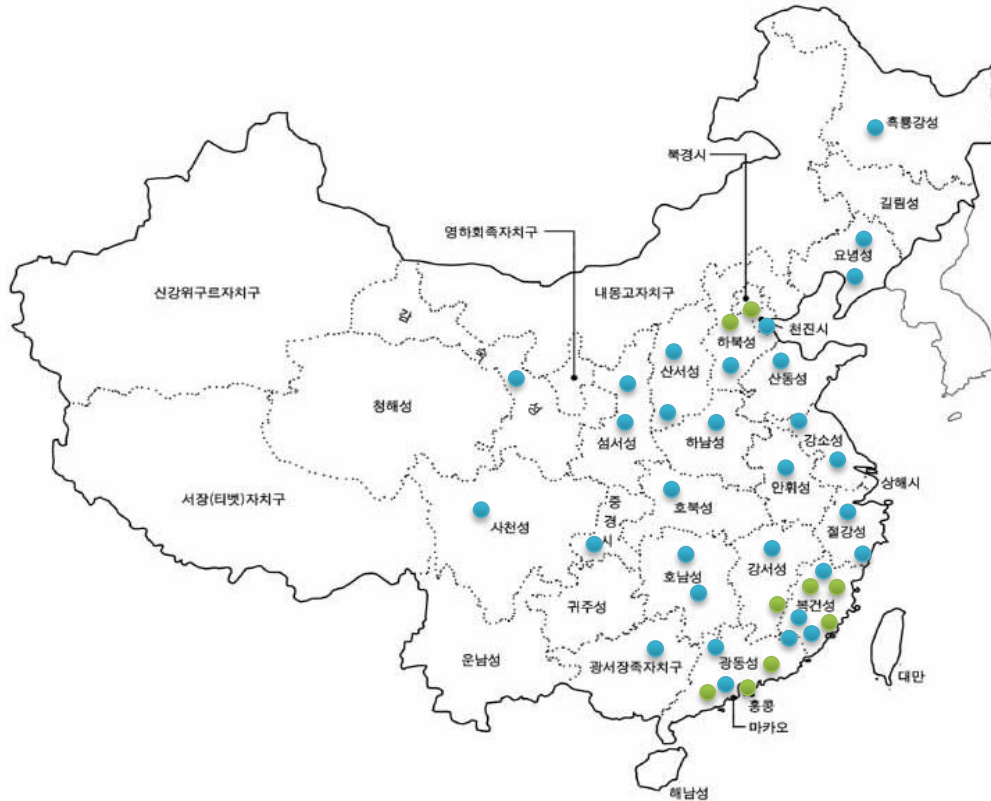 흑룡강성
북경시
길림성
영하회족자치구
요녕성
신강위구르자치구
내몽고자치구
감
숙
성
하북성
천진시
산서성
산동성
청해성
섬서성
하남성
강소성
서장(티벳)자치구
안휘성
상해시
중
경
시
호북성
사천성
절강성
호남성
강서성
귀주성
복건성
운남성
광서장족자치구
광동성
대만
홍콩
마카오
해남성